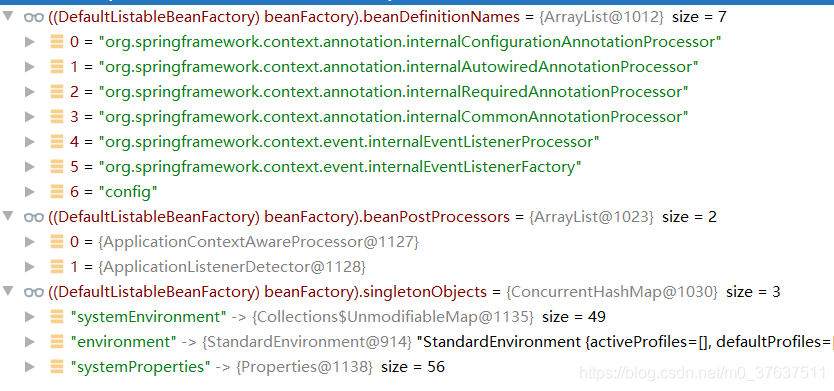 ((DefaultListableBeanFactory) beanFactory).beanDefinitionNames = {ArrayList@1012} size = 7
0 = "org.springframework.context.annotation.internalConfigurationAnnotationProcessor"
1 = "org.springframework.context.annotation.internalAutowiredAnnotationProcessor"
2 = "org.springframework.context.annotation.internalRequiredAnnotationProcessor"
3 = "org.springframework.context.annotation.internalCommonAnnotationProcessor"
4 = "org.springframework.context.event.internalEventListenerProcessor"
5 = "org.springframework.context.event.internalEventListenerFactory"
6 = "config"
((DefaultListableBeanFactory) beanFactory).beanPostProcessors = {ArrayList@1023} size = 2
0 = {ApplicationContextAwareProcessor@1127}
1 = {ApplicationListenerDetector@1128}
((DefaultListableBeanFactory) beanFactory).singletonObjects = {ConcurrentHashMap@1030} size = 3
"systemEnvironment" -> {Collections$UnmodifiableMap@1135} size = 49
"environment" -> {StandardEnvironment@914} "StandardEnvironment {activeProfiles=[], defaultProfiles=[
"systemProperties" -> {Properties@1138} size = 56
https://blog.csdn.net/m0_37637511